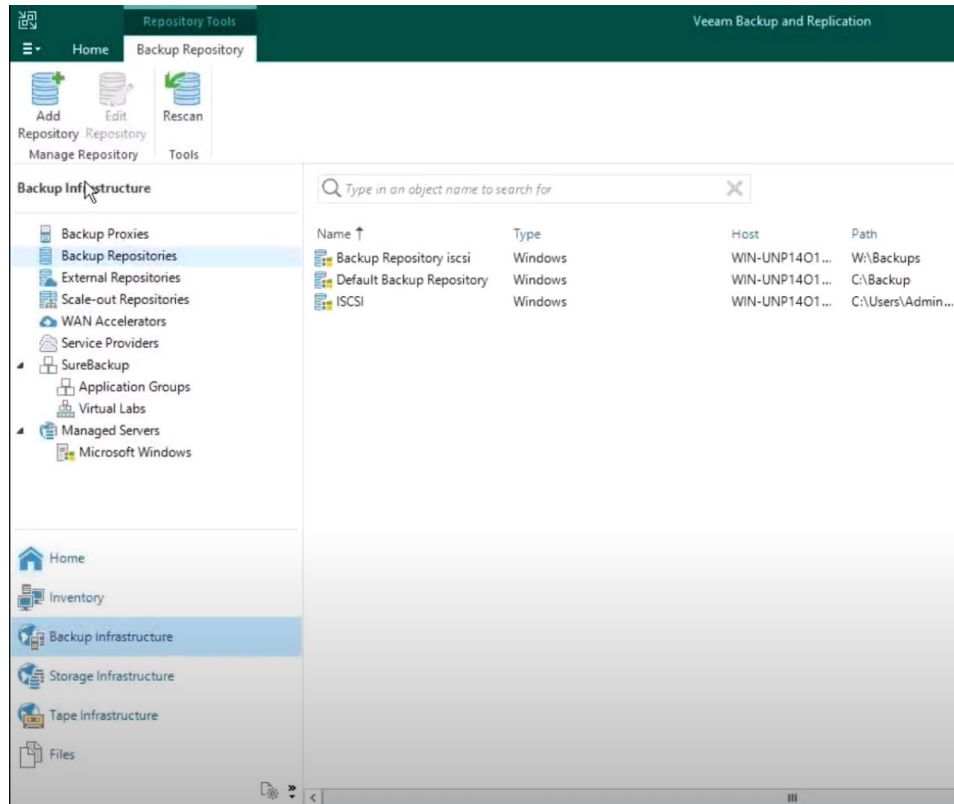 Repository Tools
Veeam Backup and Replication
Home Backup Repository
Add Repository
Edit Repository
Rescan
Manage Repository Tools
Backup Infrastructure
Type in an object name to search for
Backup Proxies
Backup Repositories
External Repositories
Scale-out Repositories
WAN Accelerators
Service Providers
SureBackup
Application Groups
Virtual Labs
Managed Servers
Microsoft Windows
Name Type Host Path
Backup Repository iscsi Windows WIN-UNP14O1... W:\Backups
Default Backup Repository Windows WIN-UNP14O1... C:\Backup
ISCSI Windows WIN-UNP14O1... C:\Users\Admin...
Home
Inventory
Backup Infrastructure
Storage Infrastructure
Tape Infrastructure
Files